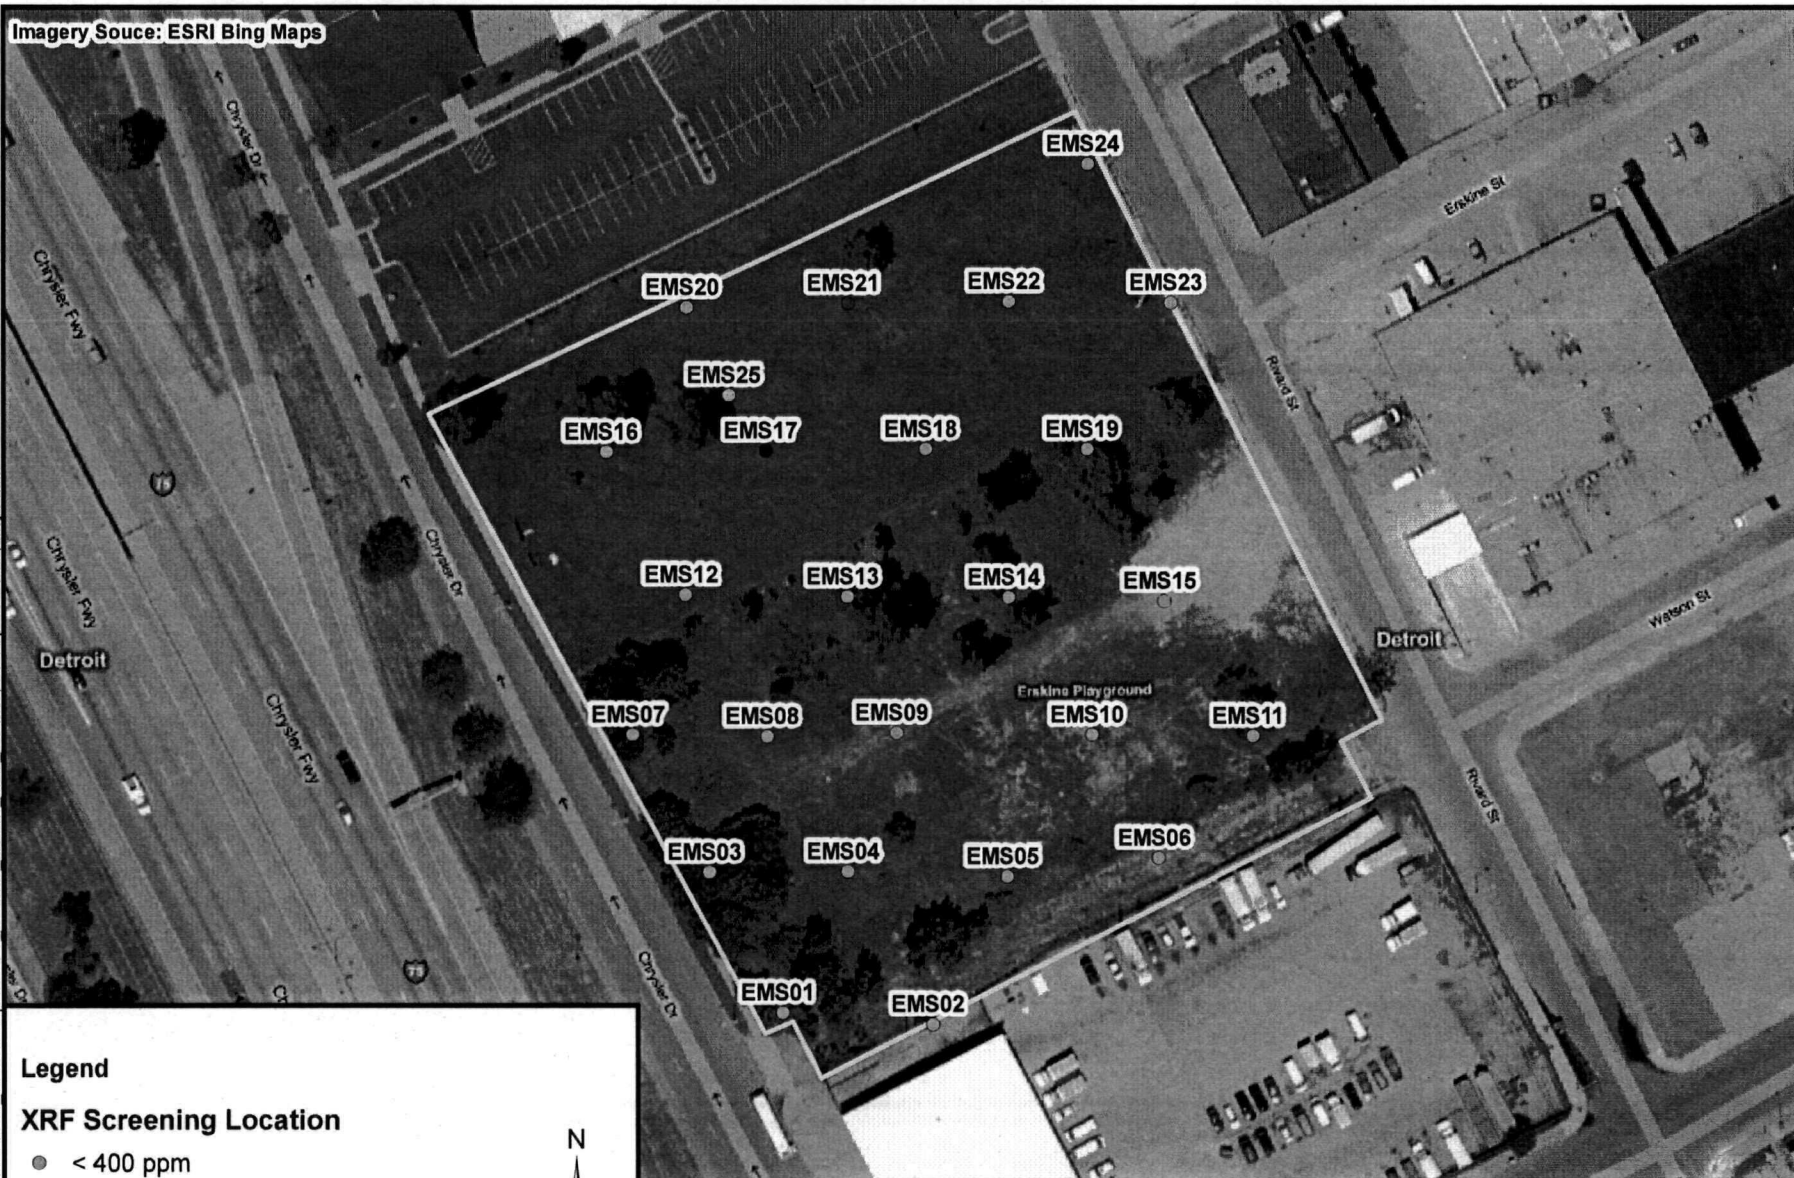 Imagery Souce: ESRI Bing Maps
Chrysler Dr
EMS24
Erskine St
Chrysler Fwy
EMS20
EMS21
EMS22
EMS23
EMS25
Rivard St
EMS16
EMS17
EMS18
EMS19
75
Chrysler Fwy
Chrysler Dr
EMS12
EMS13
EMS14
EMS15
Watson St
Detroit
Detroit
Erskine Playground
Chrysler Fwy
EMS07
EMS08
EMS09
EMS10
EMS11
Rivard St
EMS03
EMS04
EMS05
EMS06
Chrysler Dr
EMS01
EMS02
Legend
XRF Screening Location
N
< 400 ppm